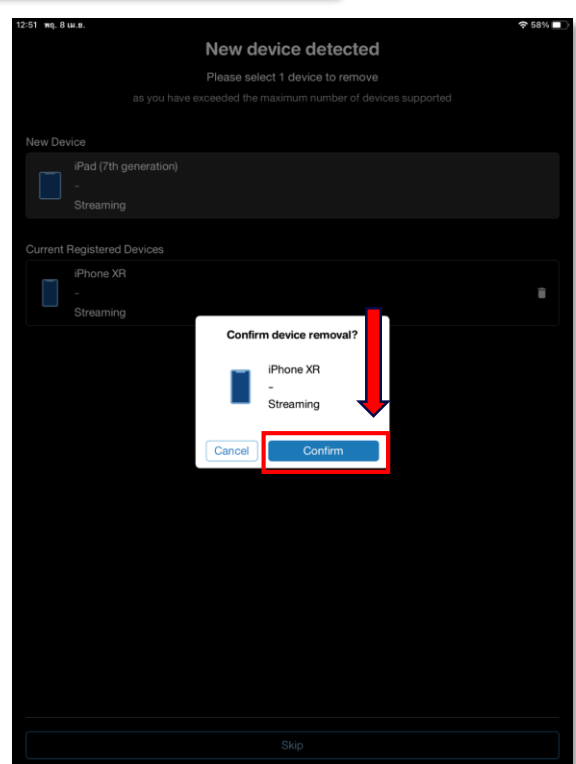 12:51 พฤ. 8 เม.ย.
58%
New device detected
Please select 1 device to remove
as you have exceeded the maximum number of devices supported
New Device
iPad (7th generation)
-
Streaming
Current Registered Devices
iPhone XR
-
Streaming
Confirm device removal?
iPhone XR
-
Streaming
Cancel
Confirm
Skip